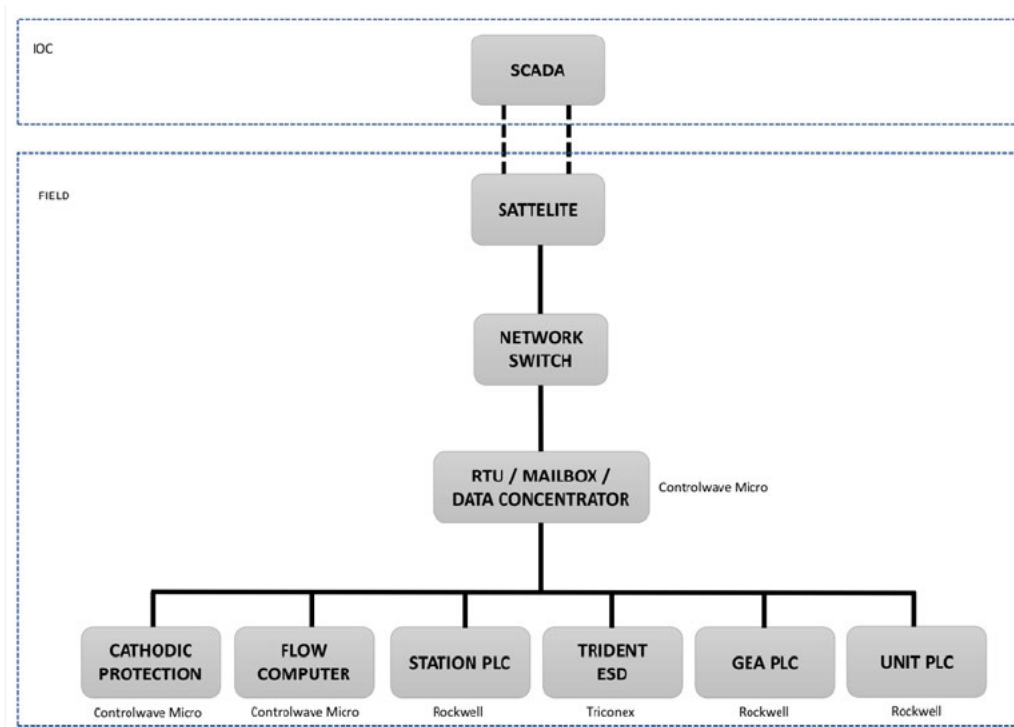 IOC
SCADA
FIELD
SATTELITE
NETWORK
SWITCH
RTU / MAILBOX /
DATA CONCENTRATOR
Controlwave Micro
CATHODIC
PROTECTION
FLOW
COMPUTER
STATION PLC
TRIDENT
ESD
GEA PLC
UNIT PLC
Controlwave Micro
Controlwave Micro
Rockwell
Triconex
Rockwell
Rockwell